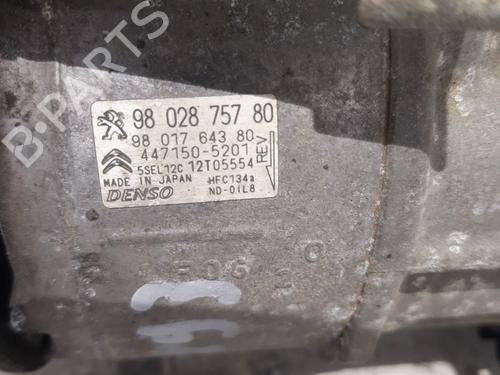 98 028 757 80
98 017 643 80
447150-5201
REV
5SEL12C 12T05554
MADE IN JAPAN HFC134a
DENSO ND-OIL8